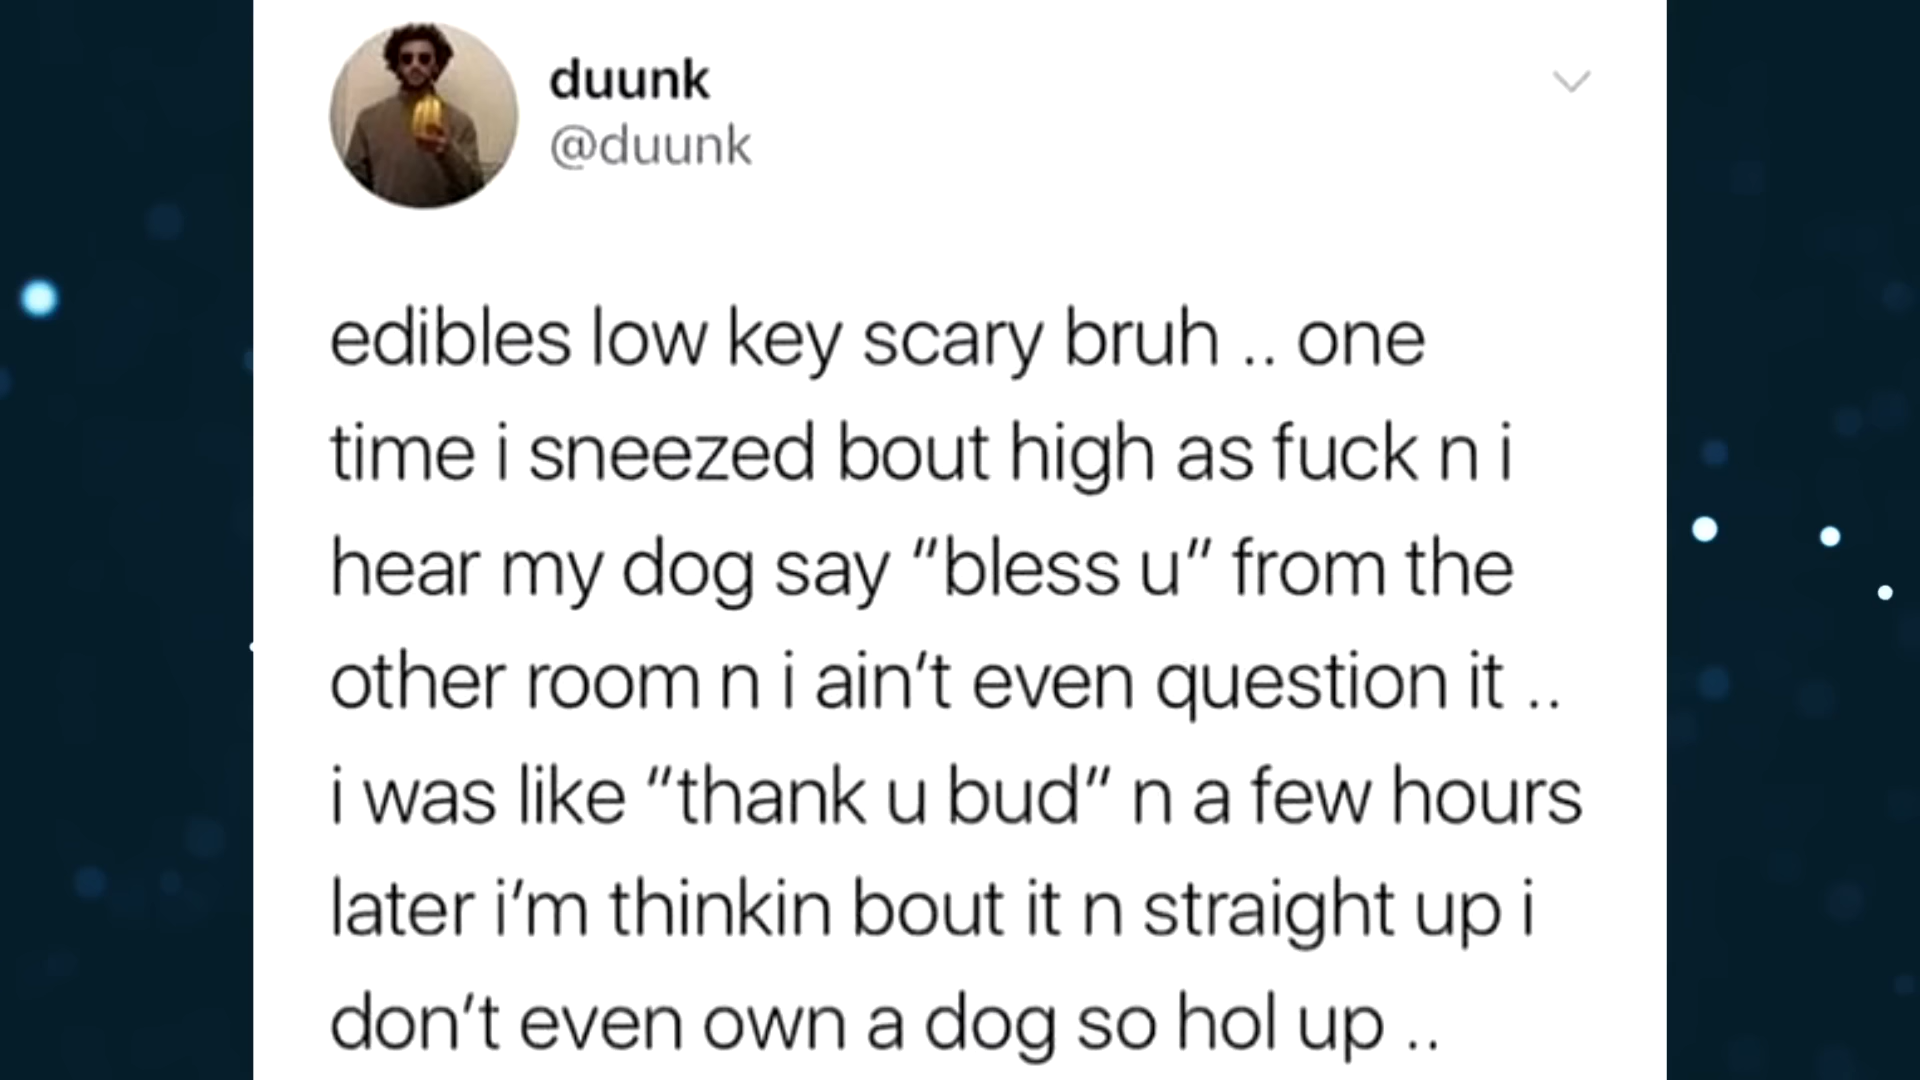 duunk
@duunk
edibles low key scary bruh .. one
time i sneezed bout high as fuck n i
hear my dog say "bless u" from the
other room n i ain't even question it ..
i was like "thank u bud" n a few hours
later i'm thinkin bout it n straight up i
don't even own a dog so hol up ..